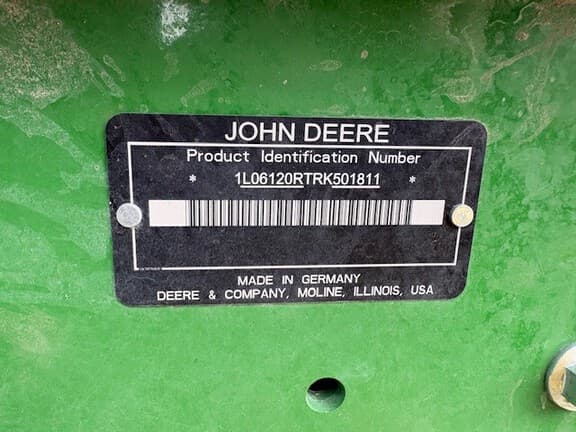 JOHN DEERE
Product Identification Number
* 1L06120RTRK501811 *
MADE IN GERMANY
DEERE & COMPANY, MOLINE, ILLINOIS, USA